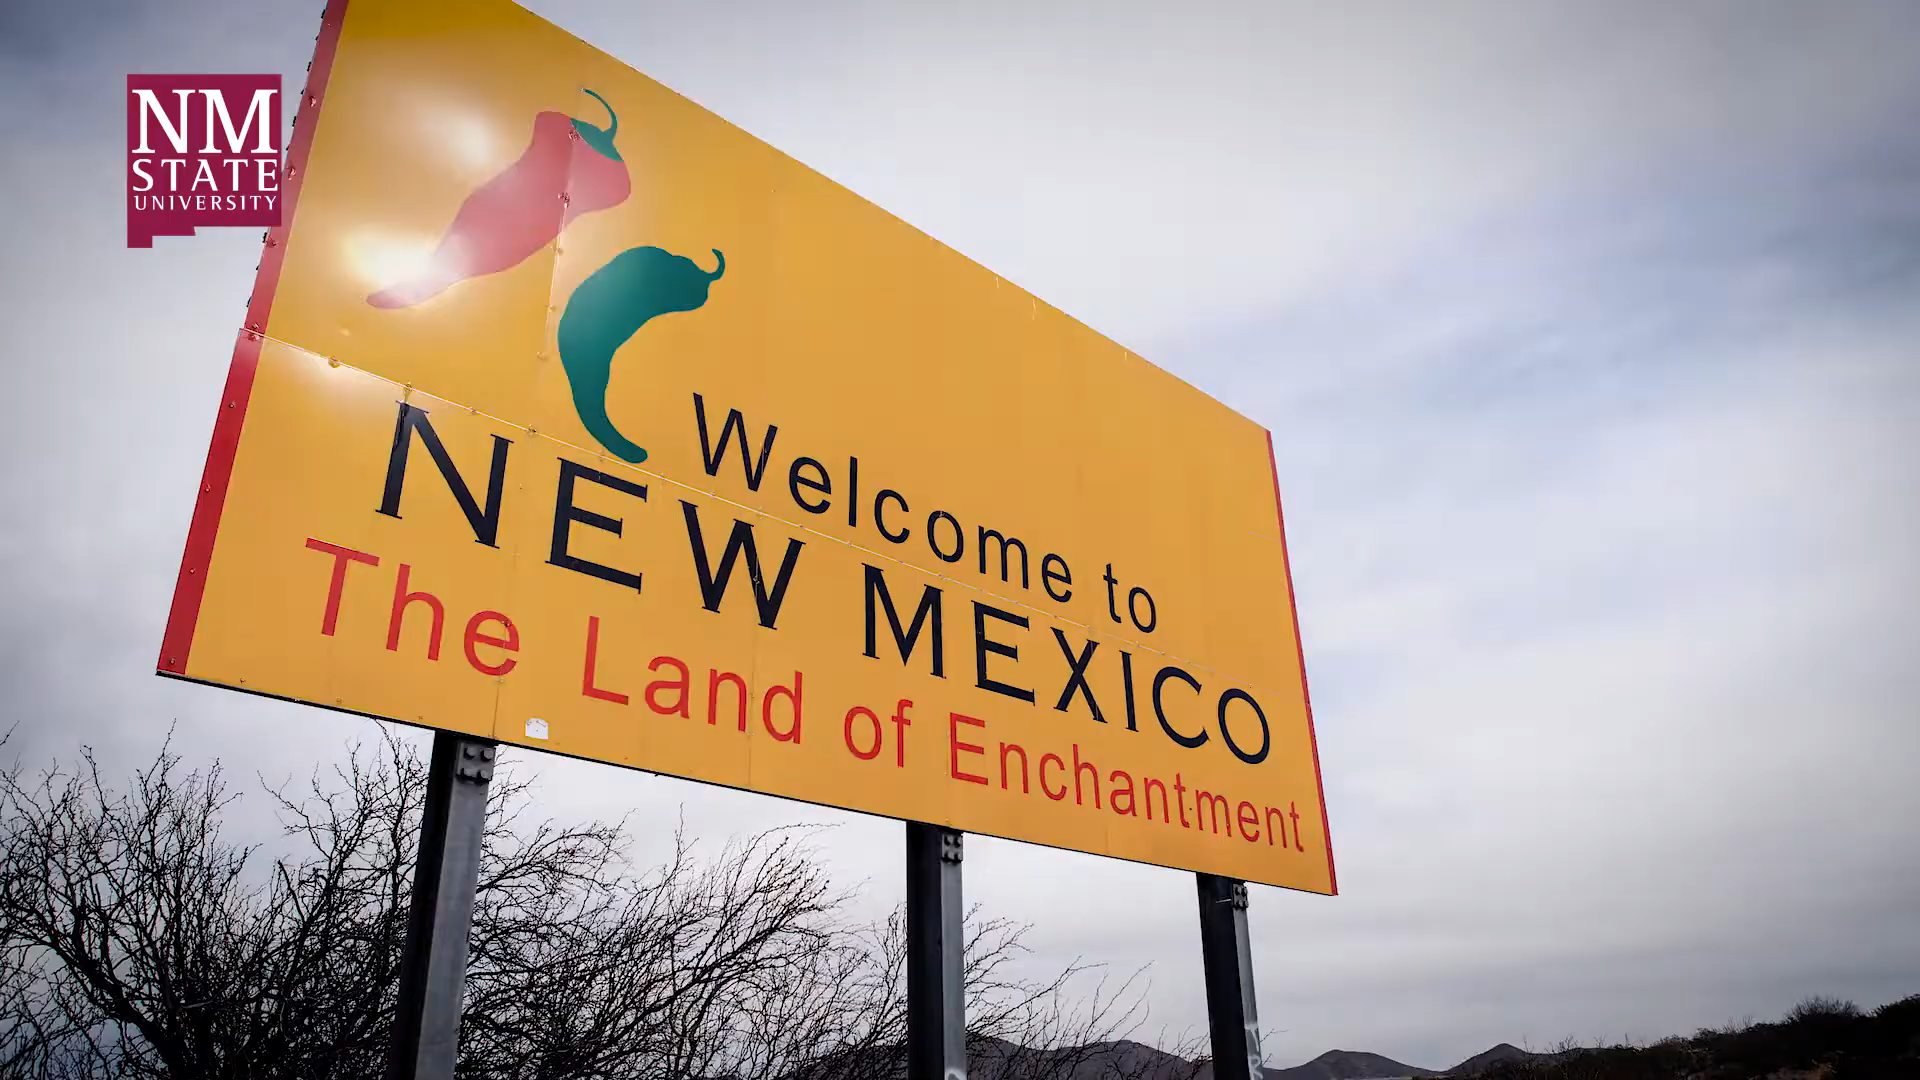 NM
STATE
UNIVERSITY
Welcome to
NEW MEXICO
The Land of Enchantment